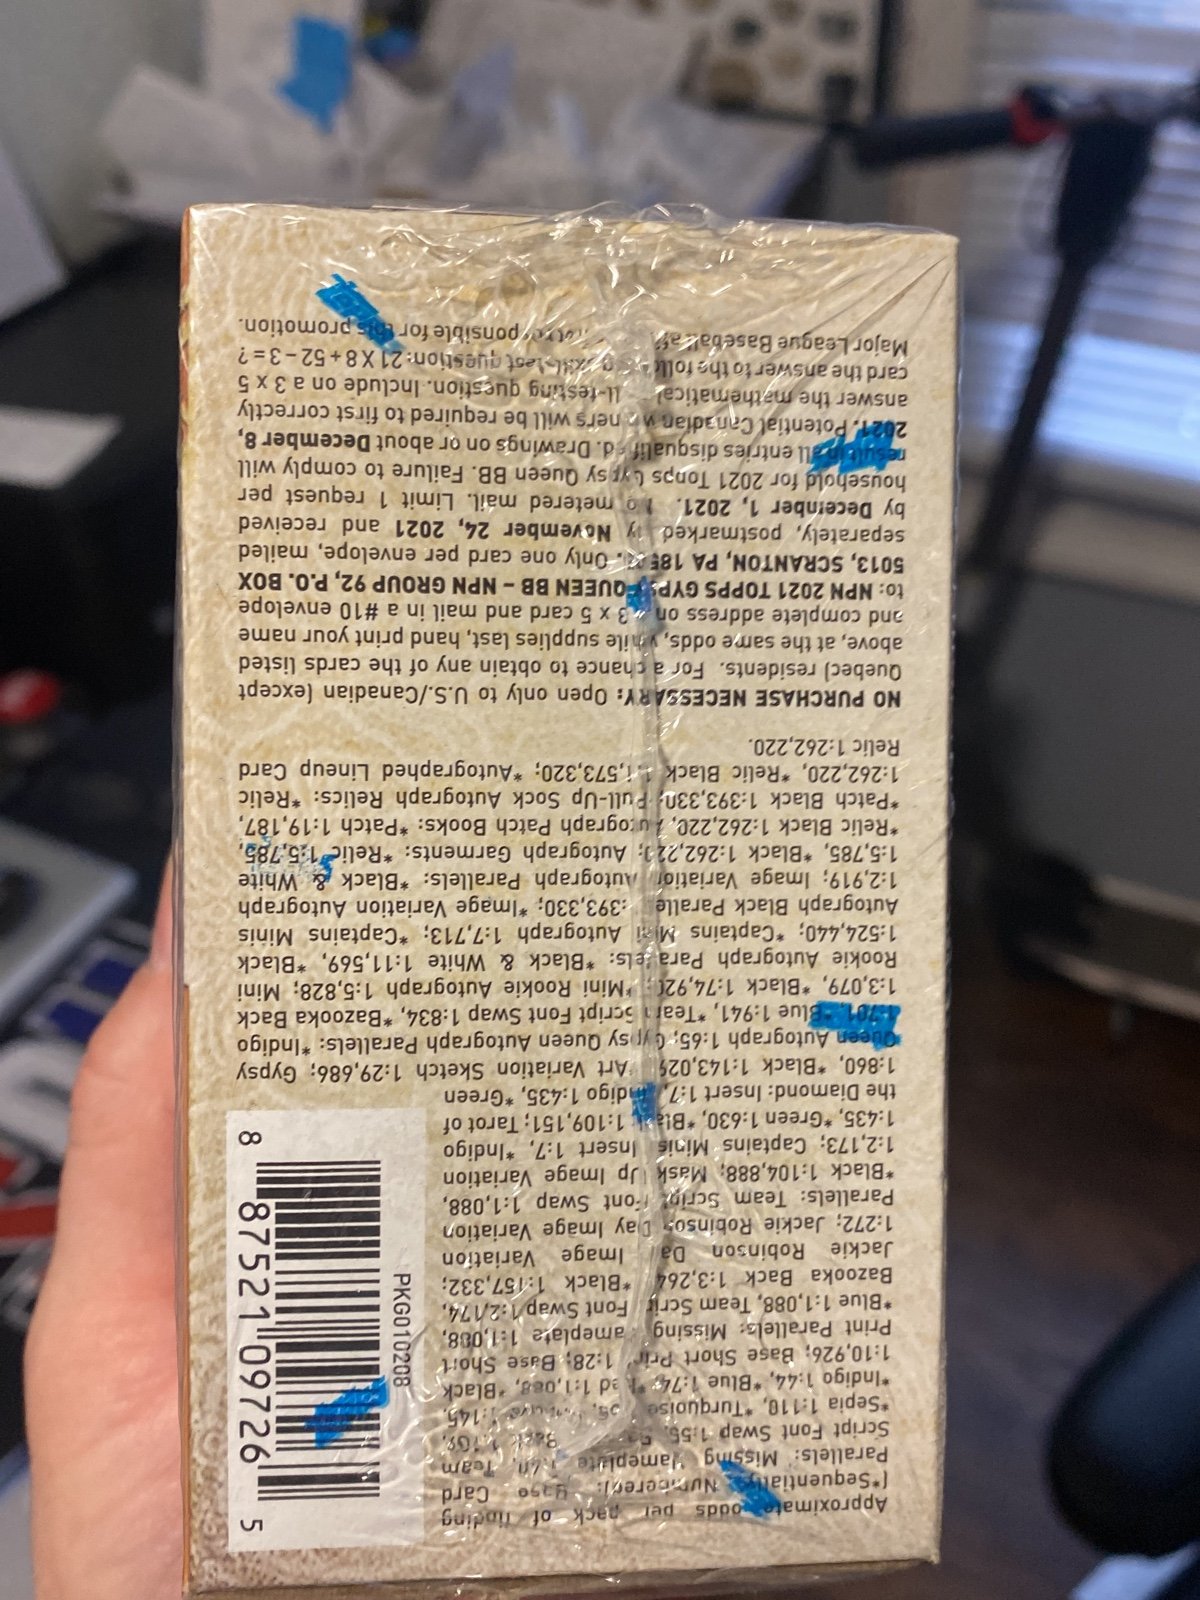 Approximate odds per pack of finding
(*Sequentially Numbered): Base Card
Parallels: Missing Nameplate Team
Script Font Swap 1:55,
*Sepia 1:110, *Turquoise 1:145,
*Indigo 1:44, *Blue 1:74, *Red 1:1,088, *Black
1:10,926; Base Short Print 1:28; Base Short
Print Parallels: Missing Nameplate 1:1,088,
*Blue 1:1,088, Team Script Font Swap 1:2,174,
Bazooka Back 1:3,264, *Black 1:157,332;
Jackie Robinson Day Image Variation
1:272; Jackie Robinson Day Image Variation
Parallels: Team Script Font Swap 1:1,088,
*Black 1:104,888; Mask Up Image Variation
1:2,173; Captains Minis Insert 1:7, *Indigo
1:435, *Green 1:630, *Black 1:109,151; Tarot of
the Diamond: Insert 1:7, *Indigo 1:435, *Green
1:860, *Black 1:143,029; Art Variation Sketch 1:29,686; Gypsy
Queen Autograph 1:65; Gypsy Queen Autograph Parallels: *Indigo
1:701, *Blue 1:941, *Team Script Font Swap 1:834, *Bazooka Back
1:3,079, *Black 1:74,920; *Mini Rookie Autograph 1:5,828; Mini
Rookie Autograph Parallels: *Black & White 1:11,569, *Black
1:524,440; *Captains Mini Autograph 1:7,713; *Captains Minis
Autograph Black Parallel 1:393,330; *Image Variation Autograph
1:2,919; Image Variation Autograph Parallels: *Black & White
1:5,785, *Black 1:262,220; Autograph Garments: *Relic 1:5,785,
*Relic Black 1:262,220, Autograph Patch Books: *Patch 1:19,187,
*Patch Black 1:393,330; Pull-Up Sock Autograph Relics: *Relic
1:262,220, *Relic Black 1:1,573,320; *Autographed Lineup Card
Relic 1:262,220.
NO PURCHASE NECESSARY: Open only to U.S./Canadian (except
Quebec) residents. For a chance to obtain any of the cards listed
above, at the same odds, while supplies last, hand print your name
and complete address on a 3 x 5 card and mail in a #10 envelope
to: NPN 2021 TOPPS GYPSY QUEEN BB – NPN GROUP 92, P.O. BOX
5013, SCRANTON, PA Only one card per envelope, mailed
separately, postmarked by November 24, 2021 and received
by December 1, 2021. No metered mail. Limit 1 request per
household for 2021 Topps Gypsy Queen BB. Failure to comply will
result in all entries disqualified. Drawings on or about December 8,
2021. Potential Canadian winners will be required to first correctly
answer the mathematical skill-testing question. Include on a 3 x 5
card the answer to the following skill-test question: 21 X 8 + 52 – 3 = ?
Major League Baseball not responsible for this promotion.
PKG010208
8 87521 09726 5